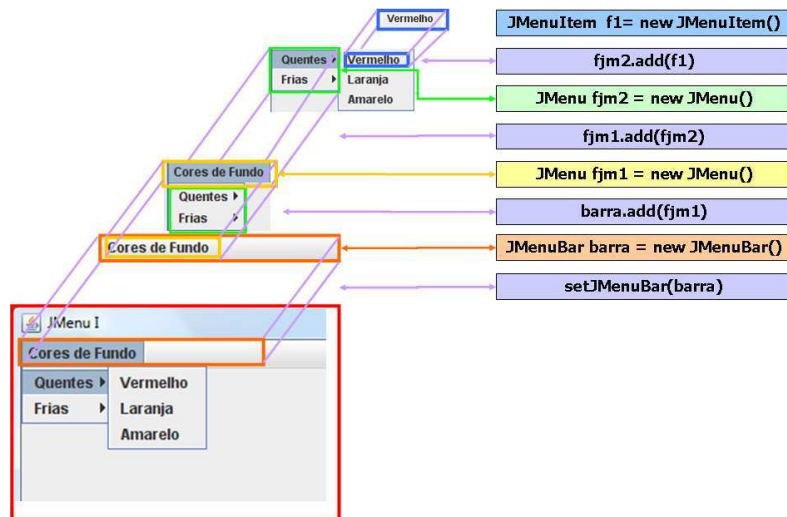 Vermelho
JMenuItem f1= new JMenuItem()
Quentes
Frias
Vermelho
Laranja
Amarelo
fjm2.add(f1)
JMenu fjm2 = new JMenu()
fjm1.add(fjm2)
Cores de Fundo
Quentes
Frias
JMenu fjm1 = new JMenu()
barra.add(fjm1)
Cores de Fundo
JMenuBar barra = new JMenuBar()
setJMenuBar(barra)
JMenu I
Cores de Fundo
Quentes
Frias
Vermelho
Laranja
Amarelo